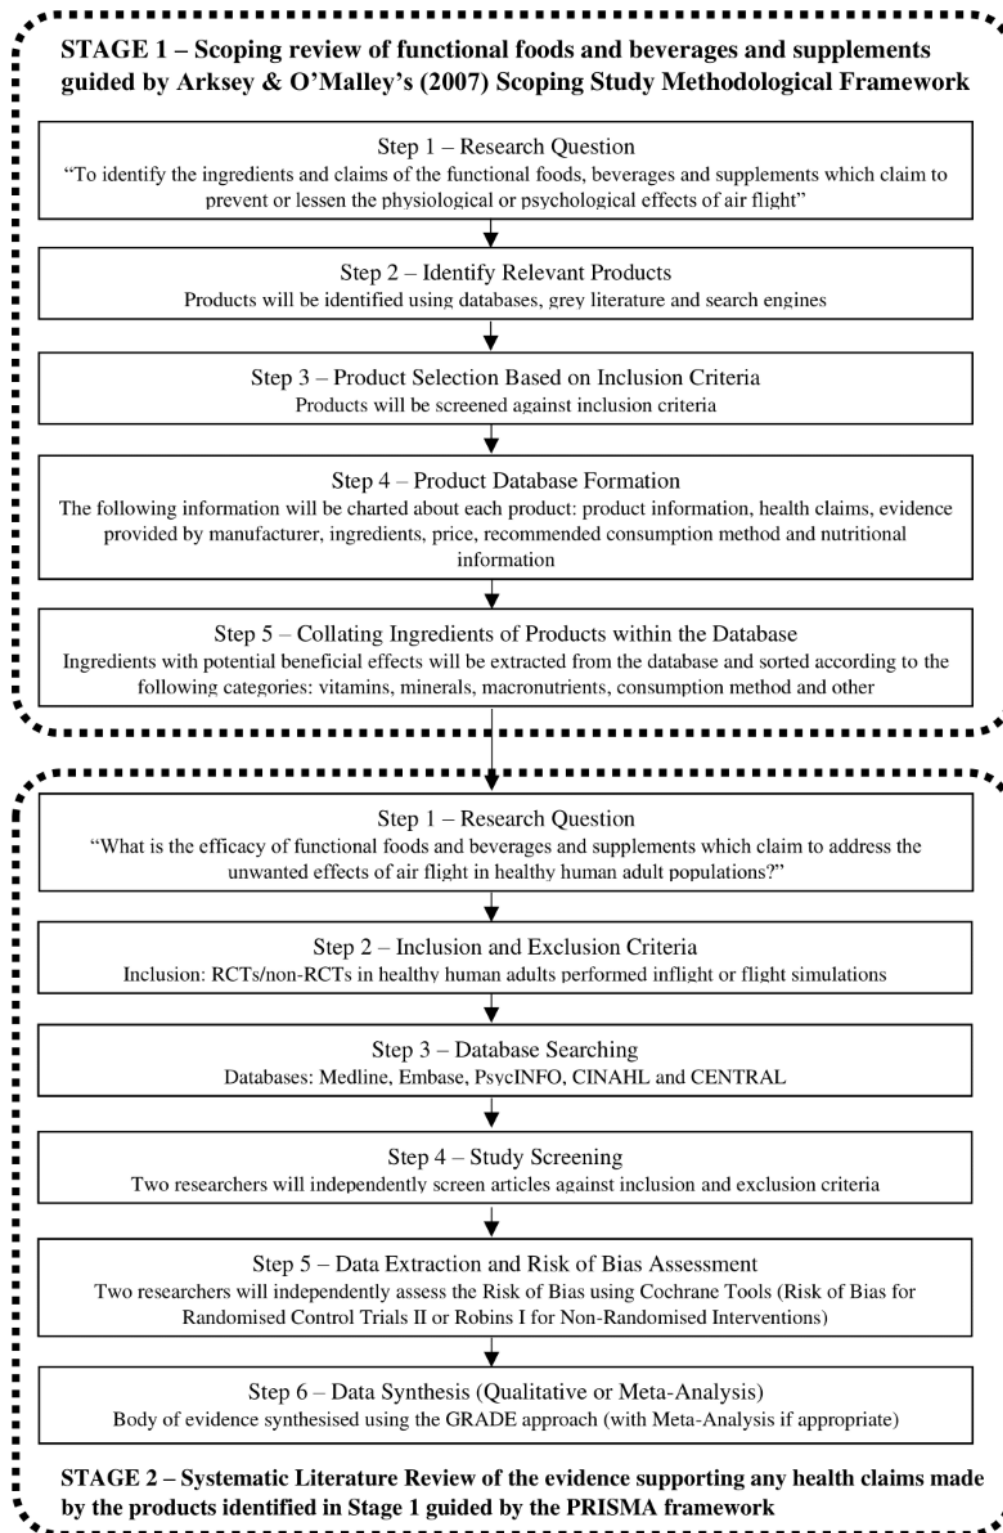 STAGE 1 – Scoping review of functional foods and beverages and supplements
guided by Arksey & O’Malley’s (2007) Scoping Study Methodological Framework
Step 1 – Research Question
“To identify the ingredients and claims of the functional foods, beverages and supplements which claim to
prevent or lessen the physiological or psychological effects of air flight”
Step 2 – Identify Relevant Products
Products will be identified using databases, grey literature and search engines
Step 3 – Product Selection Based on Inclusion Criteria
Products will be screened against inclusion criteria
Step 4 – Product Database Formation
The following information will be charted about each product: product information, health claims, evidence
provided by manufacturer, ingredients, price, recommended consumption method and nutritional
information
Step 5 – Collating Ingredients of Products within the Database
Ingredients with potential beneficial effects will be extracted from the database and sorted according to the
following categories: vitamins, minerals, macronutrients, consumption method and other
Step 1 – Research Question
“What is the efficacy of functional foods and beverages and supplements which claim to address the
unwanted effects of air flight in healthy human adult populations?”
Step 2 – Inclusion and Exclusion Criteria
Inclusion: RCTs/non-RCTs in healthy human adults performed inflight or flight simulations
Step 3 – Database Searching
Databases: Medline, Embase, PsycINFO, CINAHL and CENTRAL
Step 4 – Study Screening
Two researchers will independently screen articles against inclusion and exclusion criteria
Step 5 – Data Extraction and Risk of Bias Assessment
Two researchers will independently assess the Risk of Bias using Cochrane Tools (Risk of Bias for
Randomised Control Trials II or Robins I for Non-Randomised Interventions)
Step 6 – Data Synthesis (Qualitative or Meta-Analysis)
Body of evidence synthesised using the GRADE approach (with Meta-Analysis if appropriate)
STAGE 2 – Systematic Literature Review of the evidence supporting any health claims made
by the products identified in Stage 1 guided by the PRISMA framework